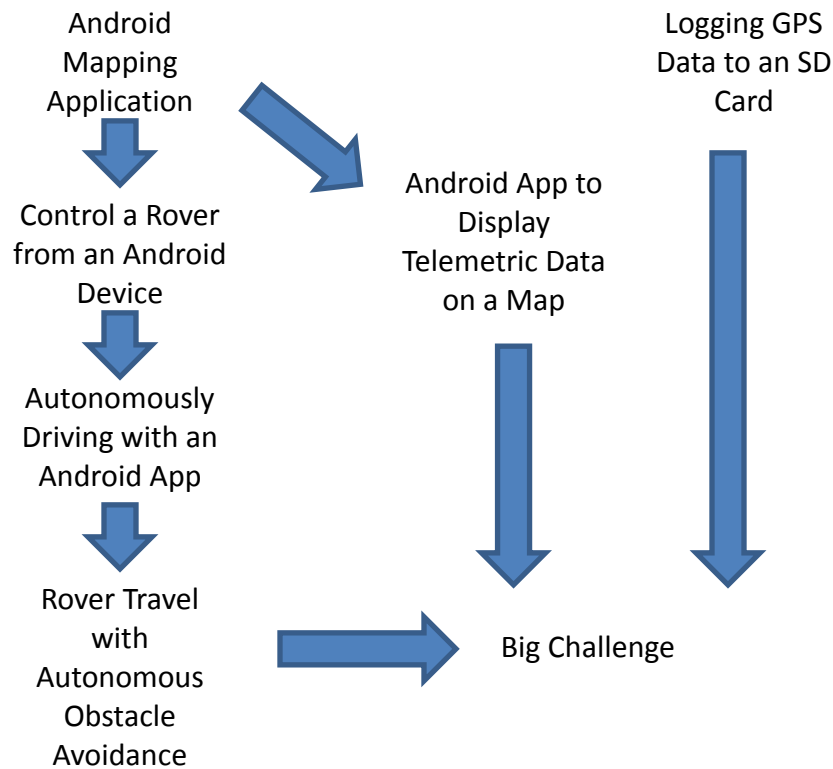 Android
Mapping
Application
Logging GPS
Data to an SD
Card
Android App to
Display
Telemetric Data
on a Map
Control a Rover
from an Android
Device
Autonomously
Driving with an
Android App
Rover Travel
with
Autonomous
Obstacle
Avoidance
Big Challenge